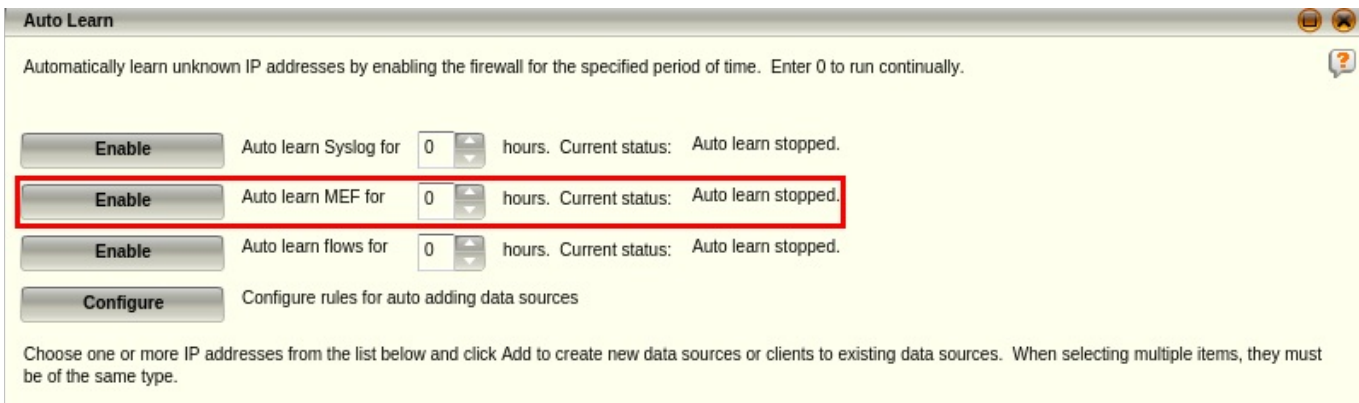 Auto Learn
Automatically learn unknown IP addresses by enabling the firewall for the specified period of time. Enter 0 to run continually.
?
Enable Auto learn Syslog for 0 hours. Current status: Auto learn stopped.
Enable Auto learn MEF for 0 hours. Current status: Auto learn stopped.
Enable Auto learn flows for 0 hours. Current status: Auto learn stopped.
Configure Configure rules for auto adding data sources
Choose one or more IP addresses from the list below and click Add to create new data sources or clients to existing data sources. When selecting multiple items, they must
be of the same type.